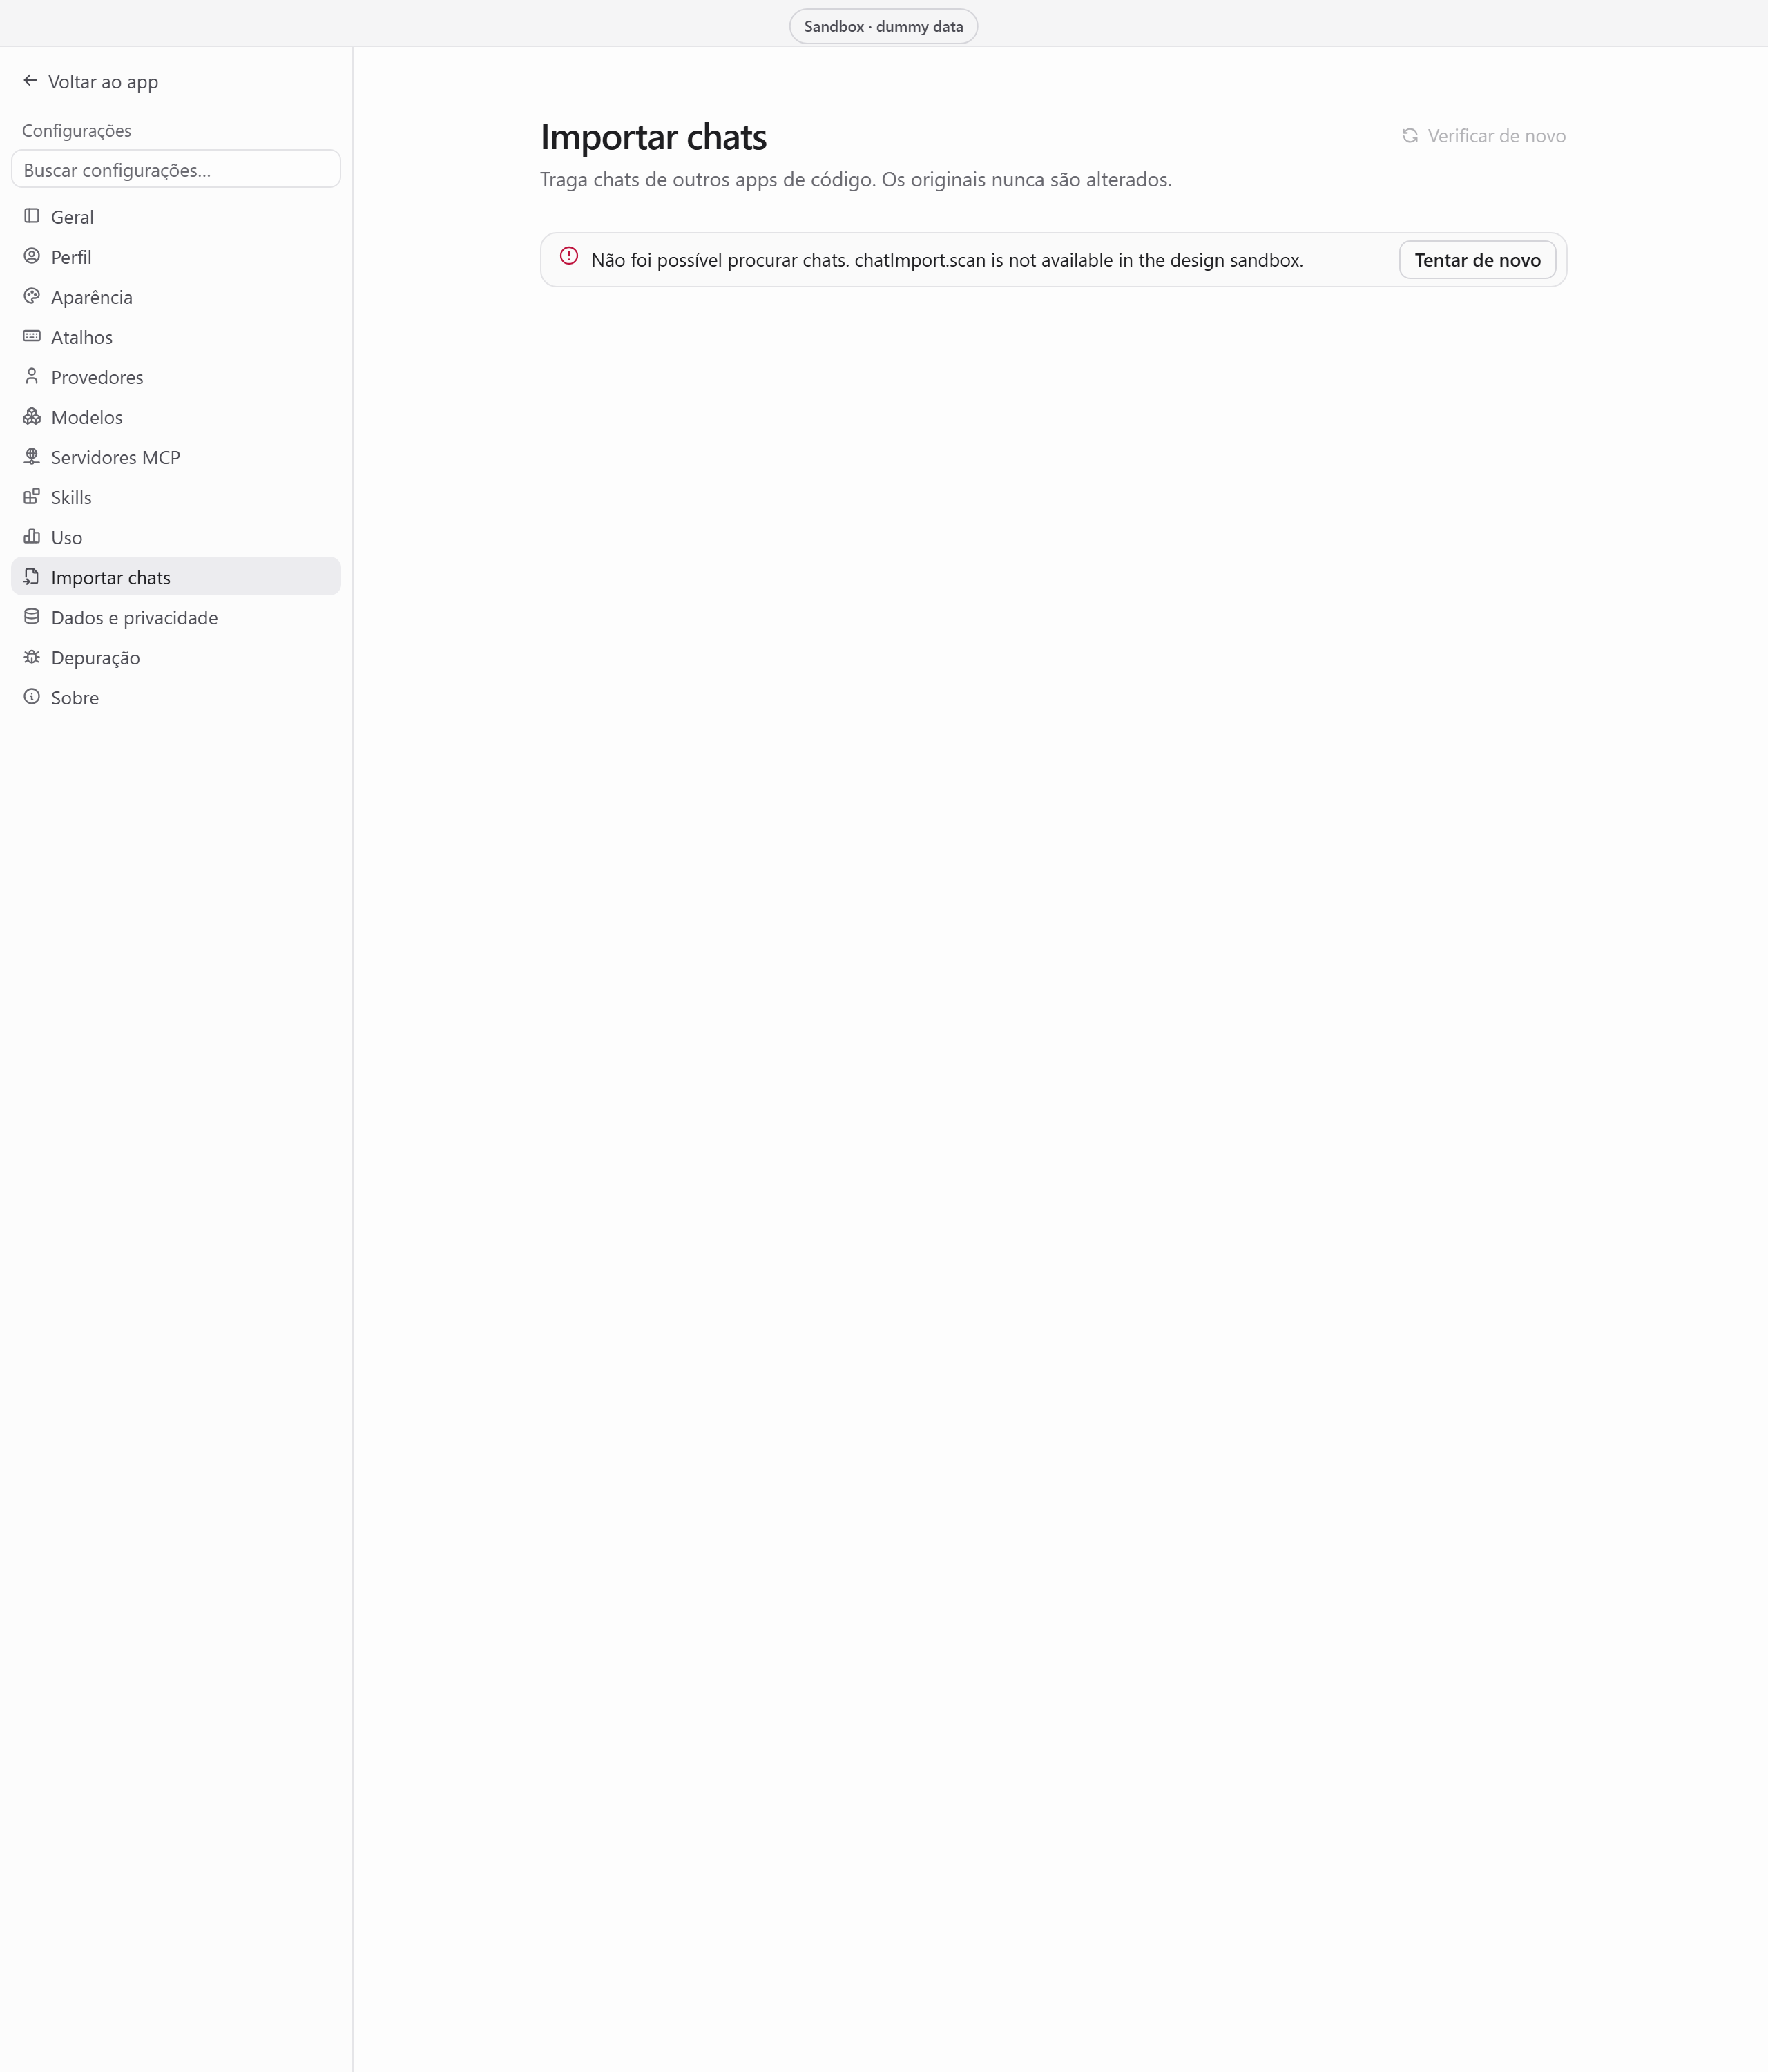 Sandbox · dummy data
Voltar ao app
Configurações
Buscar configurações...
Geral
Perfil
Aparência
Atalhos
Provedores
Modelos
Servidores MCP
Skills
Uso
Importar chats
Dados e privacidade
Depuração
Sobre
Importar chats
Verificar de novo
Traga chats de outros apps de código. Os originais nunca são alterados.
Não foi possível procurar chats. chatImport.scan is not available in the design sandbox.
Tentar de novo